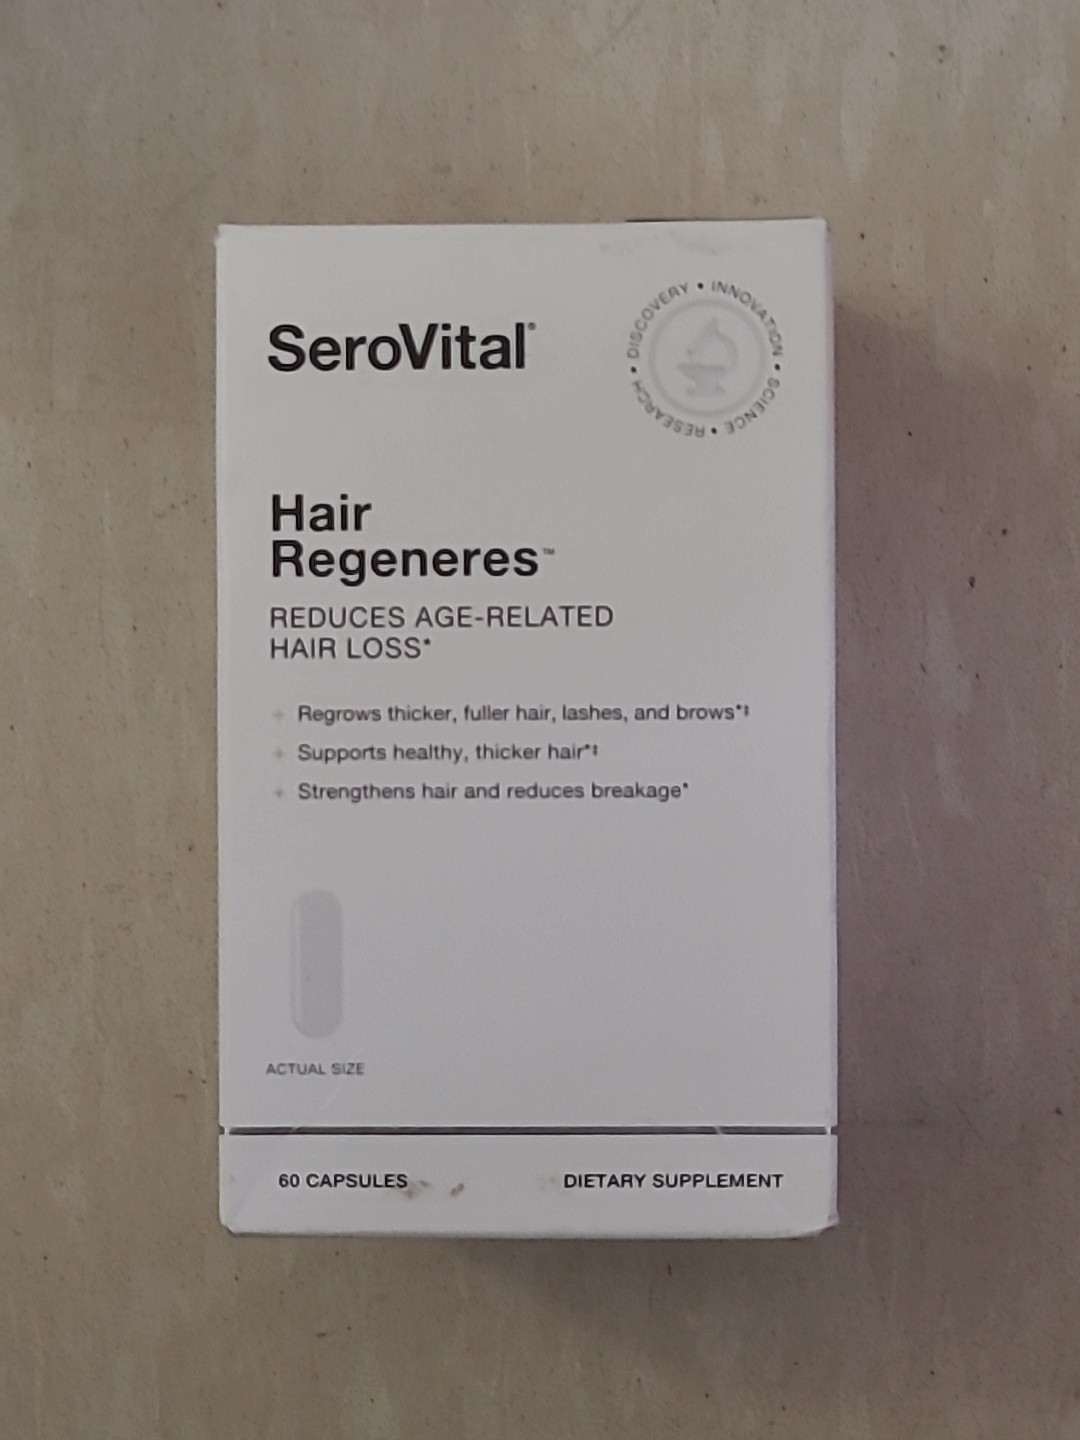 SeroVital®
DISCOVERY • INNOVATION • SCIENCE • RESEARCH •
Hair
Regeneres™
REDUCES AGE-RELATED
HAIR LOSS*
+ Regrows thicker, fuller hair, lashes, and brows*‡
+ Supports healthy, thicker hair*‡
+ Strengthens hair and reduces breakage*
ACTUAL SIZE
60 CAPSULES
DIETARY SUPPLEMENT